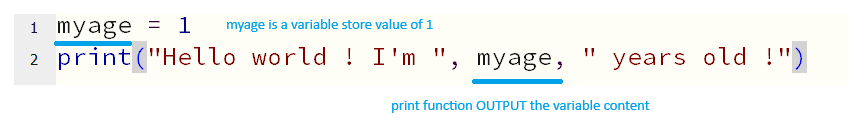 1 myage = 1 myage is a variable store value of 1
2 print("Hello world ! I'm ", myage, " years old !")
print function OUTPUT the variable content